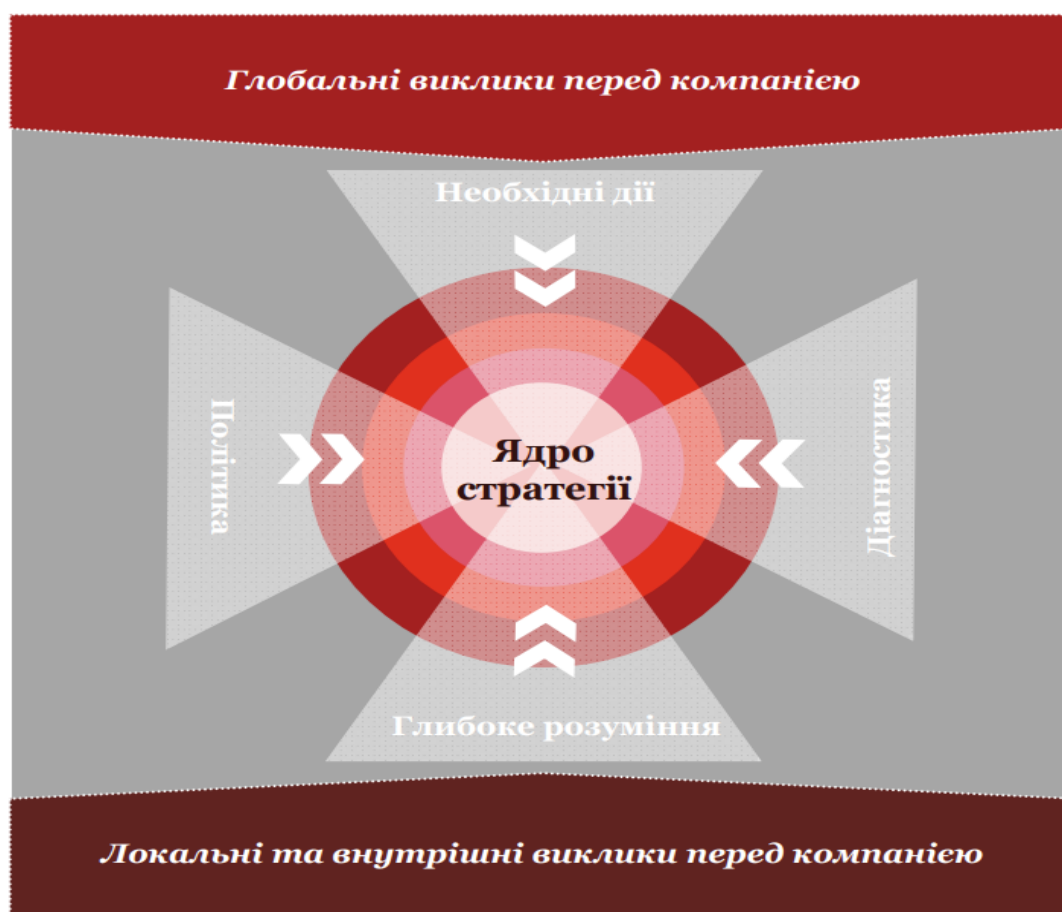 Глобальні виклики перед компанією
Необхідні дії
Політика
Ядро
стратегії
Діагностика
Глибоке розуміння
Локальні та внутрішні виклики перед компанією